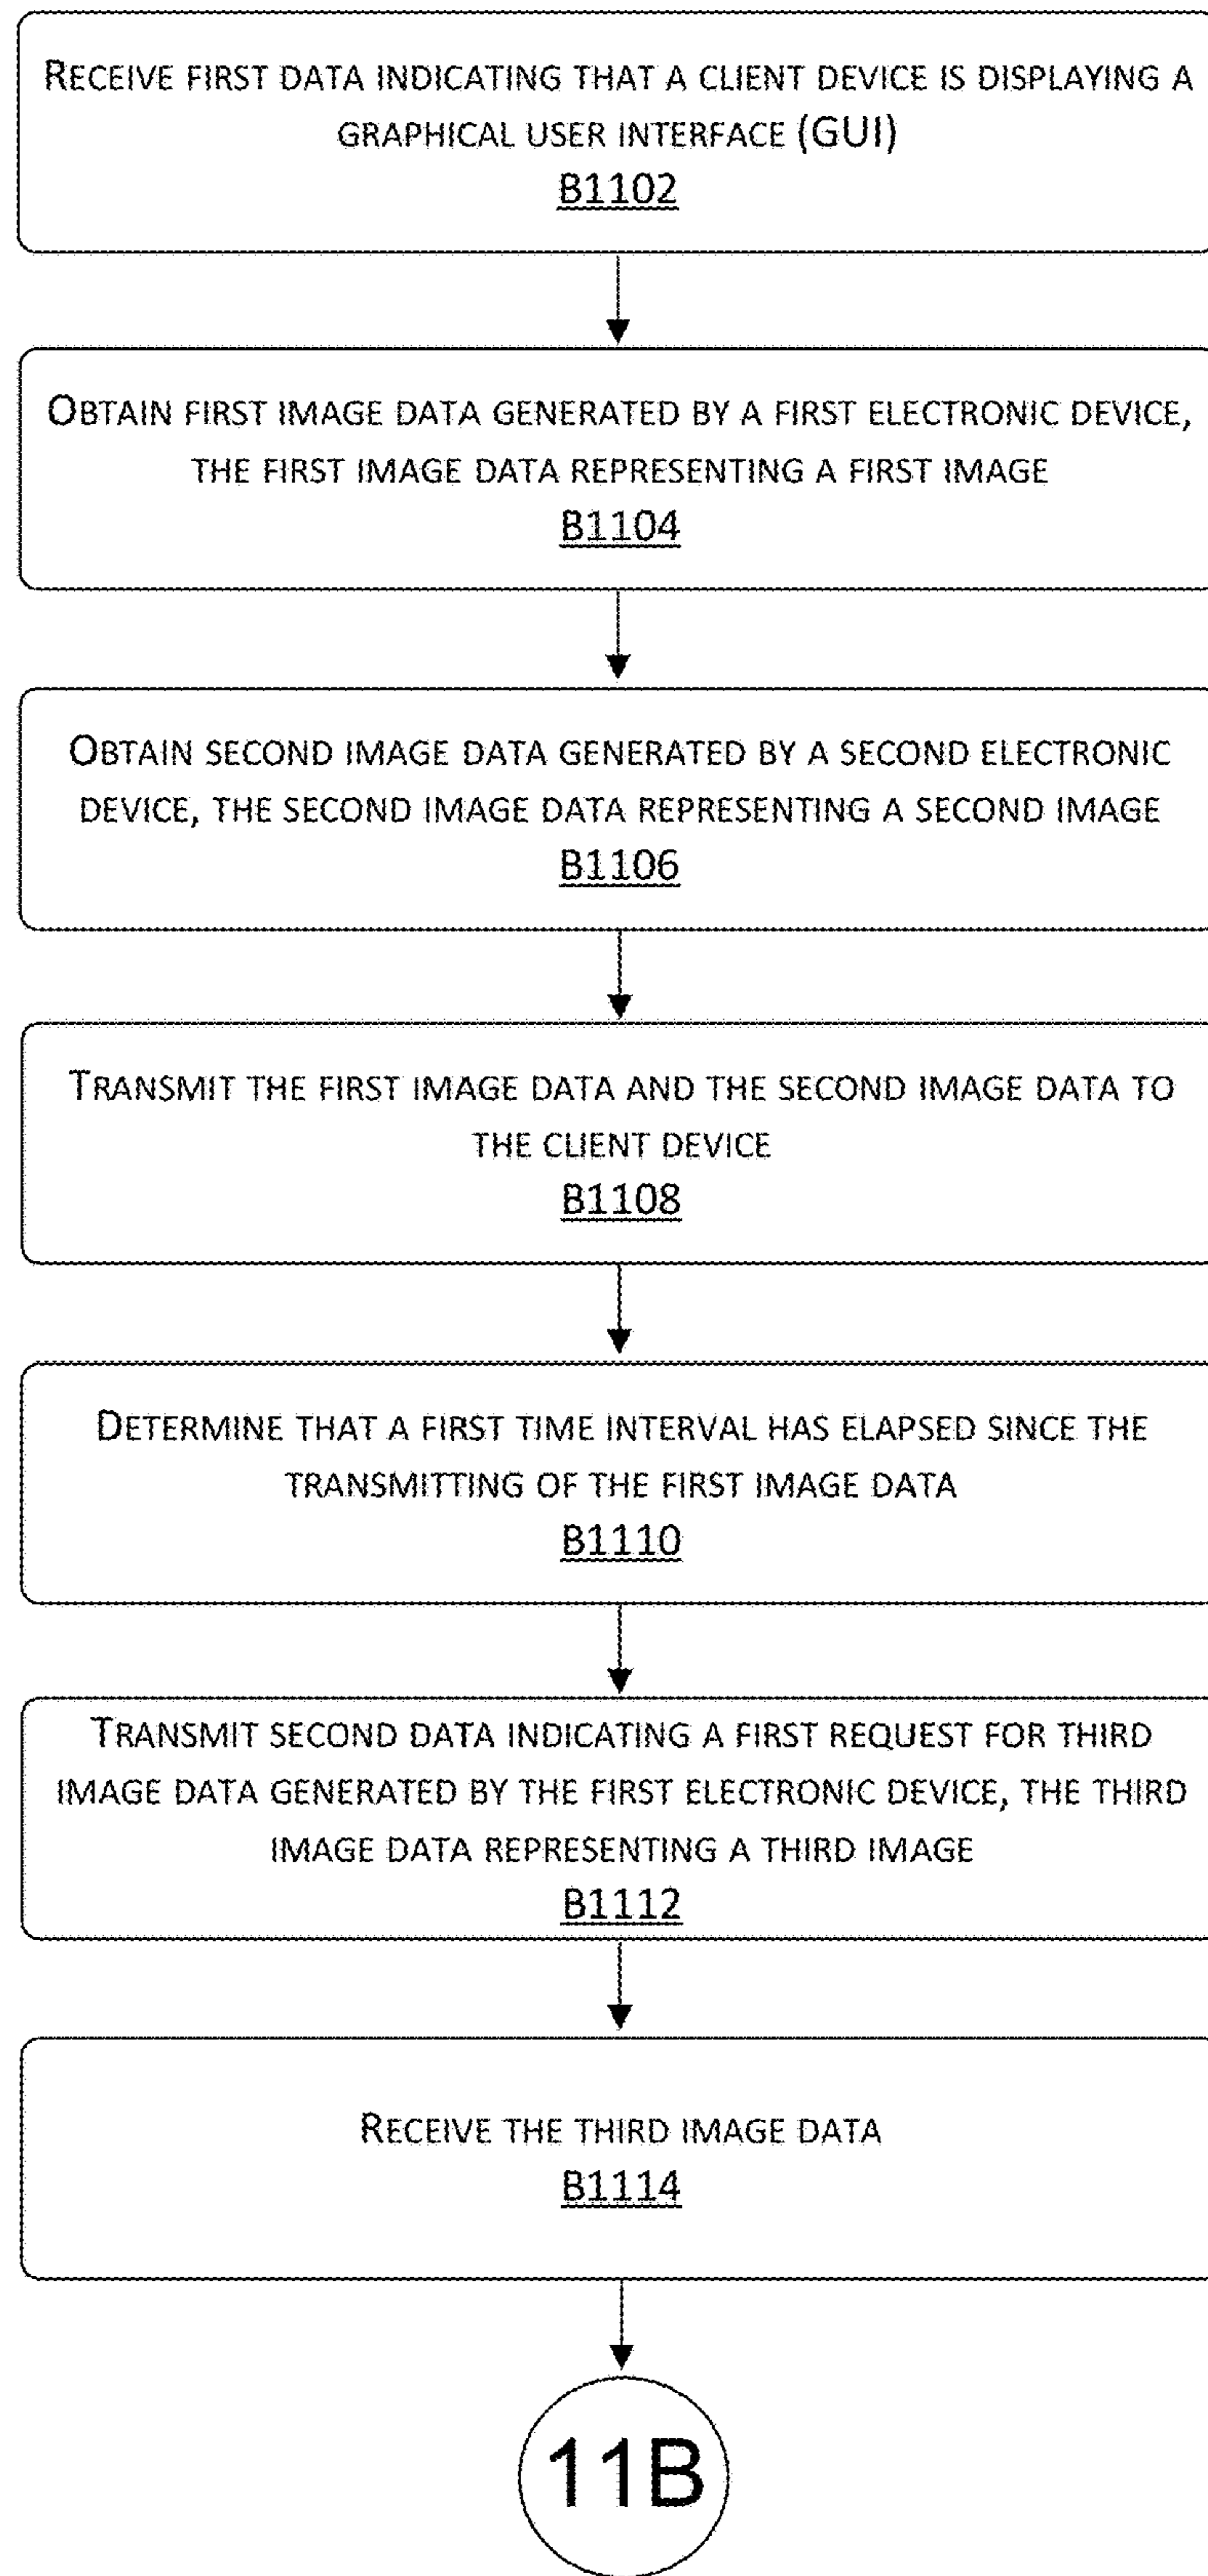 RECEIVE FIRST DATA INDICATING THAT A CLIENT DEVICE IS DISPLAYING A
GRAPHICAL USER INTERFACE (GUI)
B1102
OBTAIN FIRST IMAGE DATA GENERATED BY A FIRST ELECTRONIC DEVICE,
THE FIRST IMAGE DATA REPRESENTING A FIRST IMAGE
B1104
OBTAIN SECOND IMAGE DATA GENERATED BY A SECOND ELECTRONIC
DEVICE, THE SECOND IMAGE DATA REPRESENTING A SECOND IMAGE
B1106
TRANSMIT THE FIRST IMAGE DATA AND THE SECOND IMAGE DATA TO
THE CLIENT DEVICE
B1108
DETERMINE THAT A FIRST TIME INTERVAL HAS ELAPSED SINCE THE
TRANSMITTING OF THE FIRST IMAGE DATA
B1110
TRANSMIT SECOND DATA INDICATING A FIRST REQUEST FOR THIRD
IMAGE DATA GENERATED BY THE FIRST ELECTRONIC DEVICE, THE THIRD
IMAGE DATA REPRESENTING A THIRD IMAGE
B1112
RECEIVE THE THIRD IMAGE DATA
B1114
11B